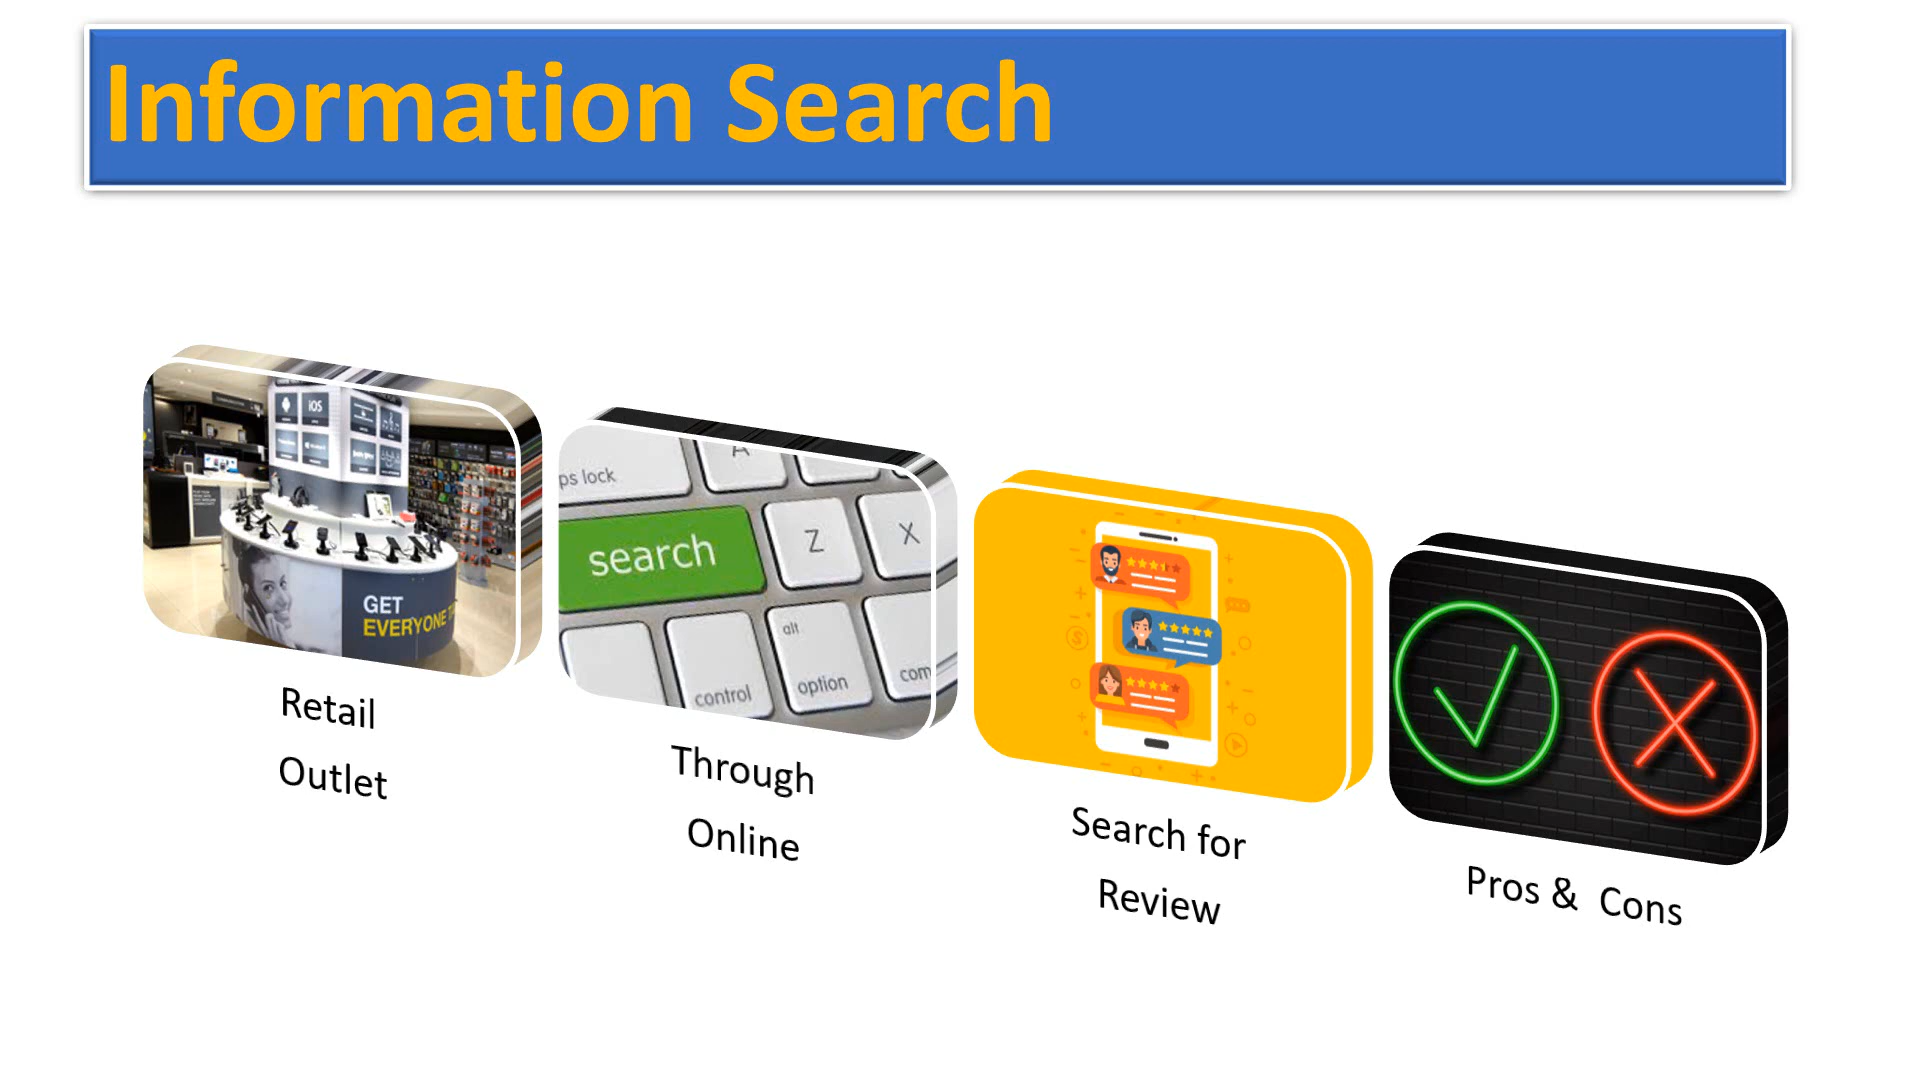 Information Search
iOS
GET
EVERYONE
ps lock
A
search
Z
X
alt
control
option
com
Retail
Outlet
Through
Online
Search for
Review
Pros & Cons